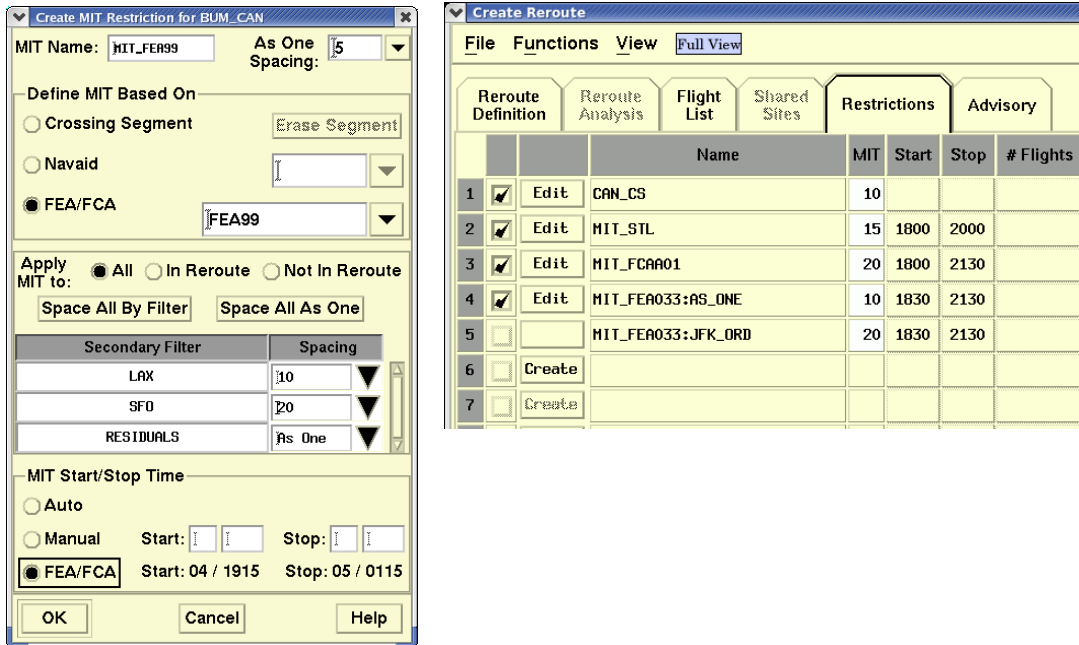 Create MIT Restriction for BUM_CAN
MIT Name: MIT_FEA99 As One Spacing: 5
Define MIT Based On
Crossing Segment Erase Segment
Navaid
FEA/FCA FEA99
Apply MIT to: All In Reroute Not In Reroute
Space All By Filter Space All As One
Secondary Filter Spacing
LAX 10
SFO 20
RESIDUALS As One
MIT Start/Stop Time
Auto
Manual Start: Stop:
FEA/FCA Start: 04 / 1915 Stop: 05 / 0115
OK Cancel Help
Create Reroute
File Functions View Full View
Reroute Definition Reroute Analysis Flight List Shared Sites Restrictions Advisory
Name MIT Start Stop # Flights
1 Edit CAN_CS 10
2 Edit MIT_STL 15 1800 2000
3 Edit MIT_FCAA01 20 1800 2130
4 Edit MIT_FEA033:AS_ONE 10 1830 2130
5 MIT_FEA033:JFK_ORD 20 1830 2130
6 Create
7 Create